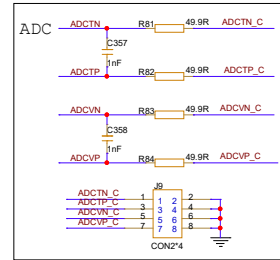 ADC
ADCTN R81 49.9R ADCTN_C
C357
1nF
ADCTP R82 49.9R ADCTP_C
ADCVN R83 49.9R ADCVN_C
C358
1nF
ADCVP R84 49.9R ADCVP_C
J9
ADCTN_C 1 1 2 2
ADCTP_C 3 3 4 4
ADCVN_C 5 5 6 6
ADCVP_C 7 7 8 8
CON2*4